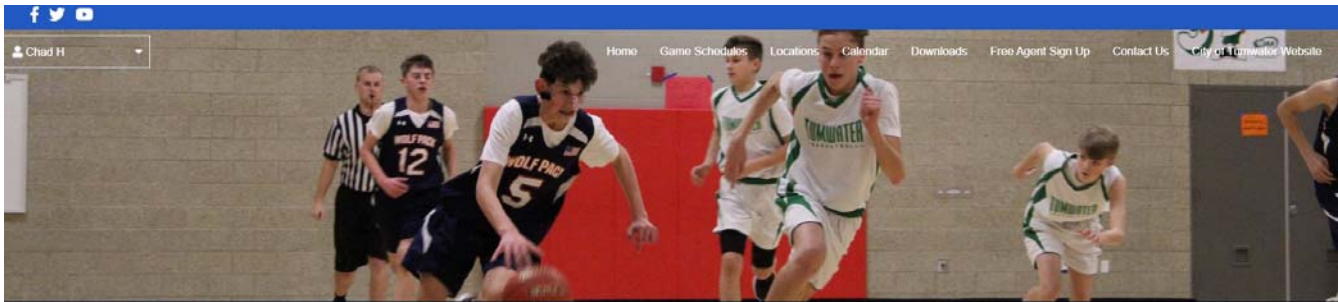 Chad H
Home Game Schedules Locations Calendar Downloads Free Agent Sign Up Contact Us City of Tumwater Website
WOLF PACK
12
WOLF PACK
5
TUMWATER
BASKETBALL
TUMWATER